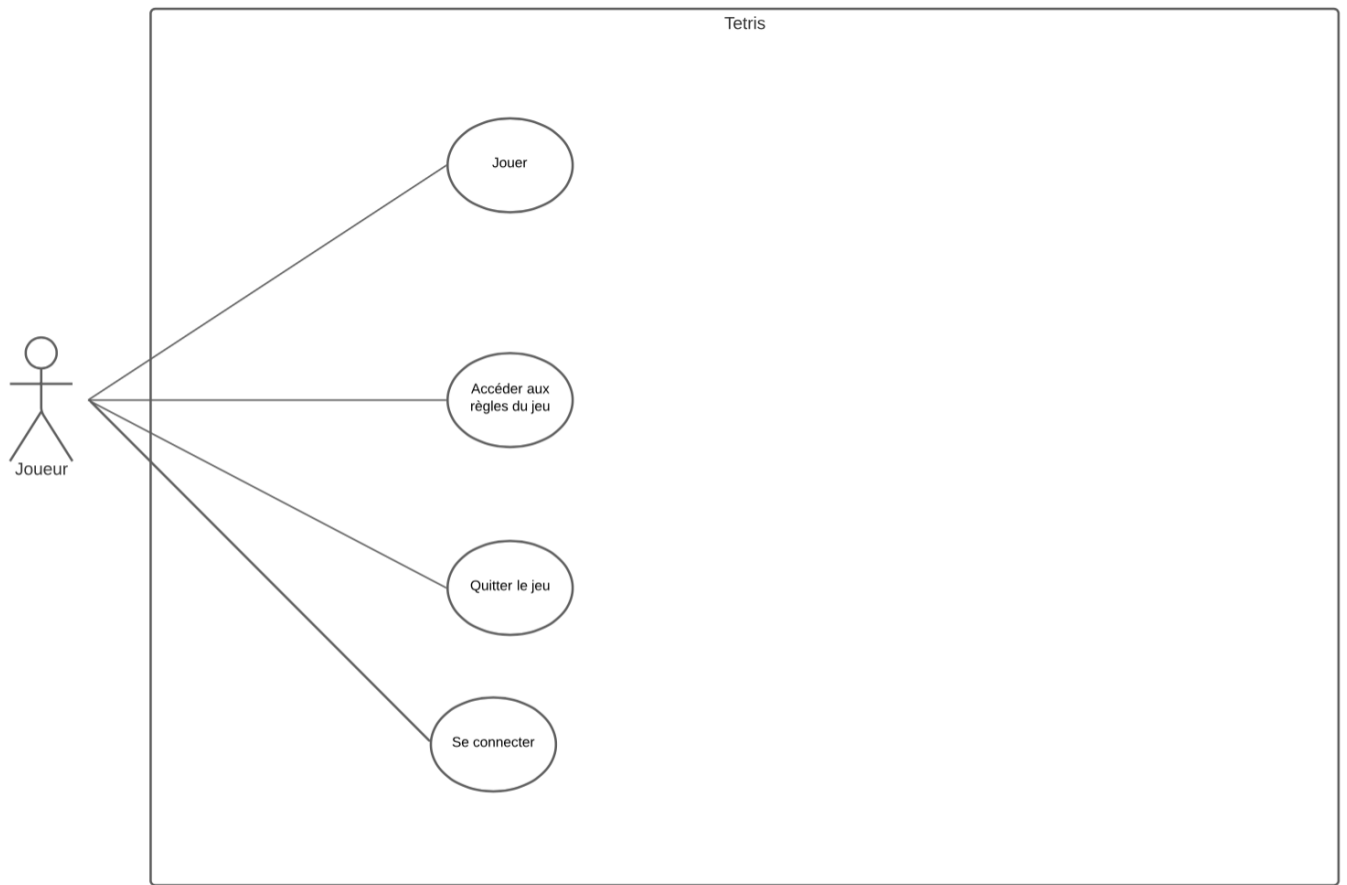 Tetris
Jouer
Accéder aux
règles du jeu
Joueur
Quitter le jeu
Se connecter